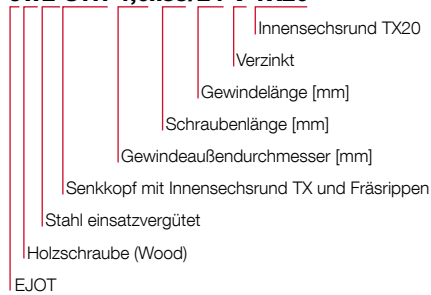 Innensechsrund TX20
Verzinkt
Gewindelänge [mm]
Schraubenlänge [mm]
Gewindeaußendurchmesser [mm]
Senkkopf mit Innensechsrund TX und Fräsrippen
Stahl einsatzvergütet
Holzschraube (Wood)
EJOT